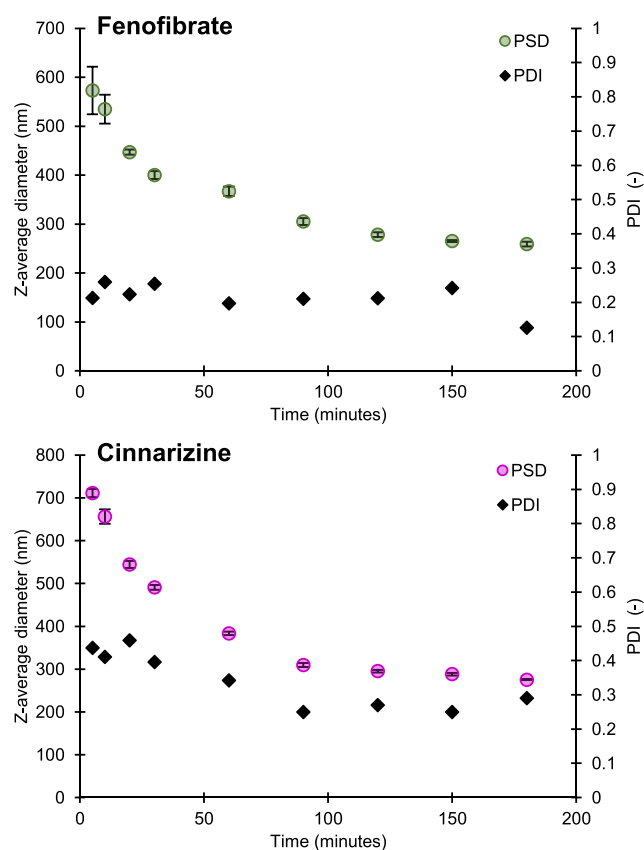 Fenofibrate
PSD
PDI
Z-average diameter (nm)
700
600
500
400
300
200
100
0
1
0.9
0.8
0.7
0.6
0.5
0.4
0.3
0.2
0.1
0
PDI (-)
0 50 100 150 200
Time (minutes)
Cinnarizine
PSD
PDI
Z-average diameter (nm)
800
700
600
500
400
300
200
100
0
1
0.9
0.8
0.7
0.6
0.5
0.4
0.3
0.2
0.1
0
PDI (-)
0 50 100 150 200
Time (minutes)